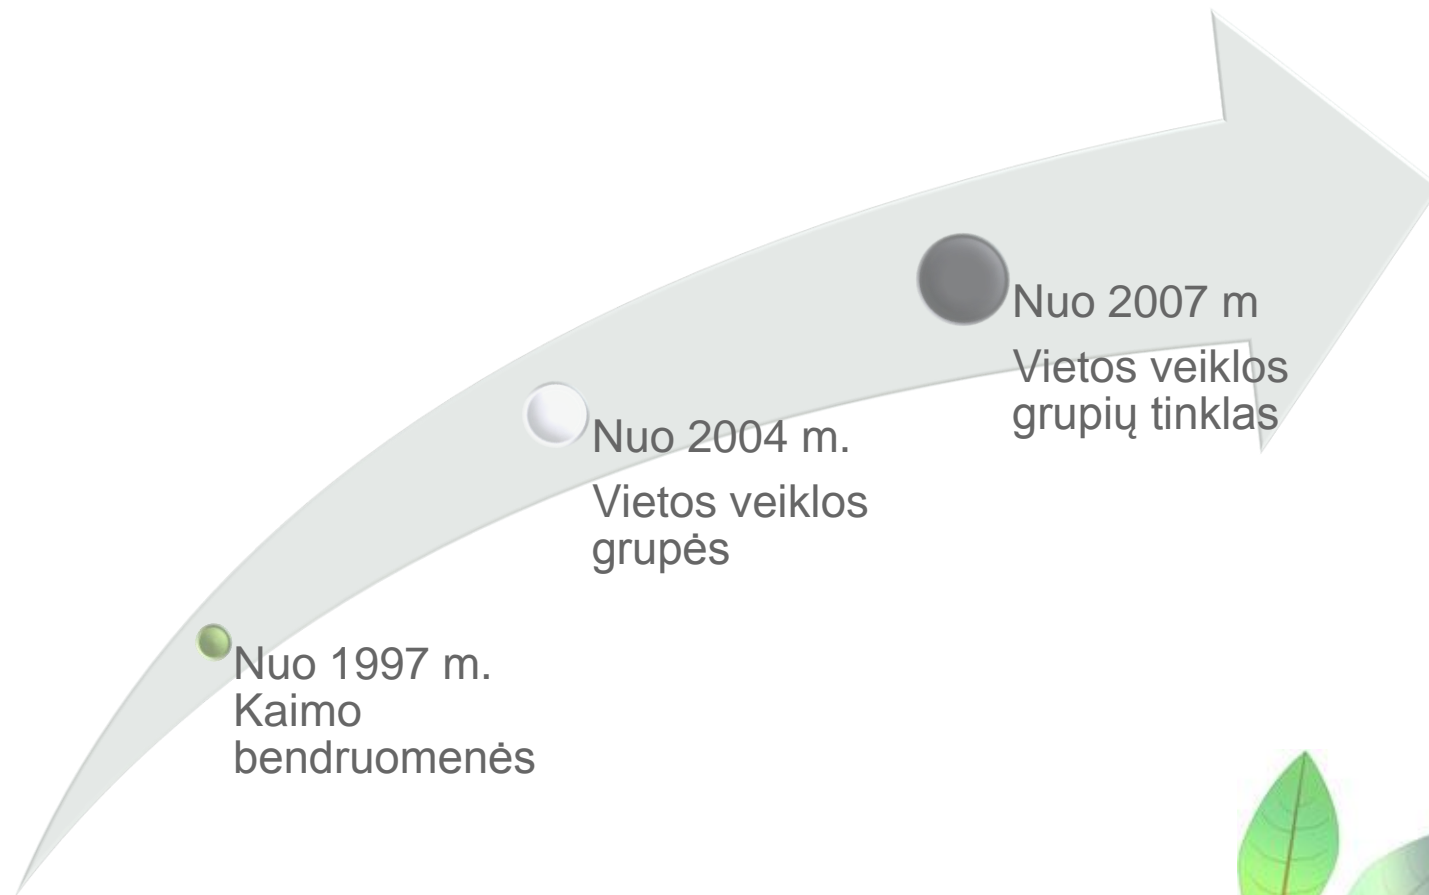 Nuo 2007 m
Vietos veiklos
grupių tinklas
Nuo 2004 m.
Vietos veiklos
grupės
Nuo 1997 m.
Kaimo
bendruomenės